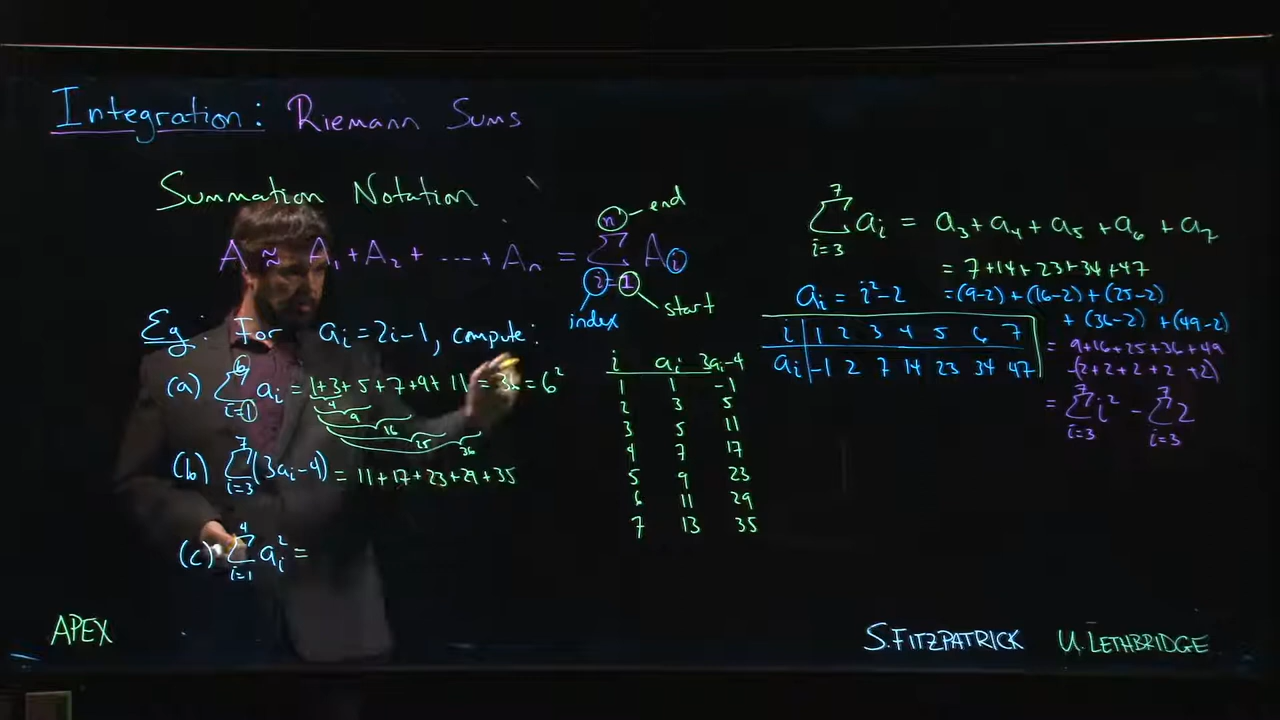 Integration: Riemann Sums
Summation Notation
A ≈ A₁ + A₂ + ... + Aₙ = Σ Aᵢ
n
end
i=1
index
start
Eg: For aᵢ = 2i-1, compute:
(a) Σ aᵢ = 1+3+5+7+9+11 = 36 = 6²
6
i=1
4
9
16
25
36
(b) Σ (3aᵢ-4) = 11+17+23+29+35
7
i=3
(c) Σ aᵢ² =
4
i=1
i aᵢ 3aᵢ-4
1 1 -1
2 3 5
3 5 11
4 7 17
5 9 23
6 11 29
7 13 35
7
Σ aᵢ = a₃ + a₄ + a₅ + a₆ + a₇
i=3
= 7+14+23+34+47
aᵢ = i²-2
= (9-2) + (16-2) + (25-2)
+ (36-2) + (49-2)
i 1 2 3 4 5 6 7
aᵢ -1 2 7 14 23 34 47
= 9+16+25+36+49
-(2+2+2+2+2)
7 7
= Σ i² - Σ 2
i=3 i=3
APEX
S. FITZPATRICK U. LETHBRIDGE